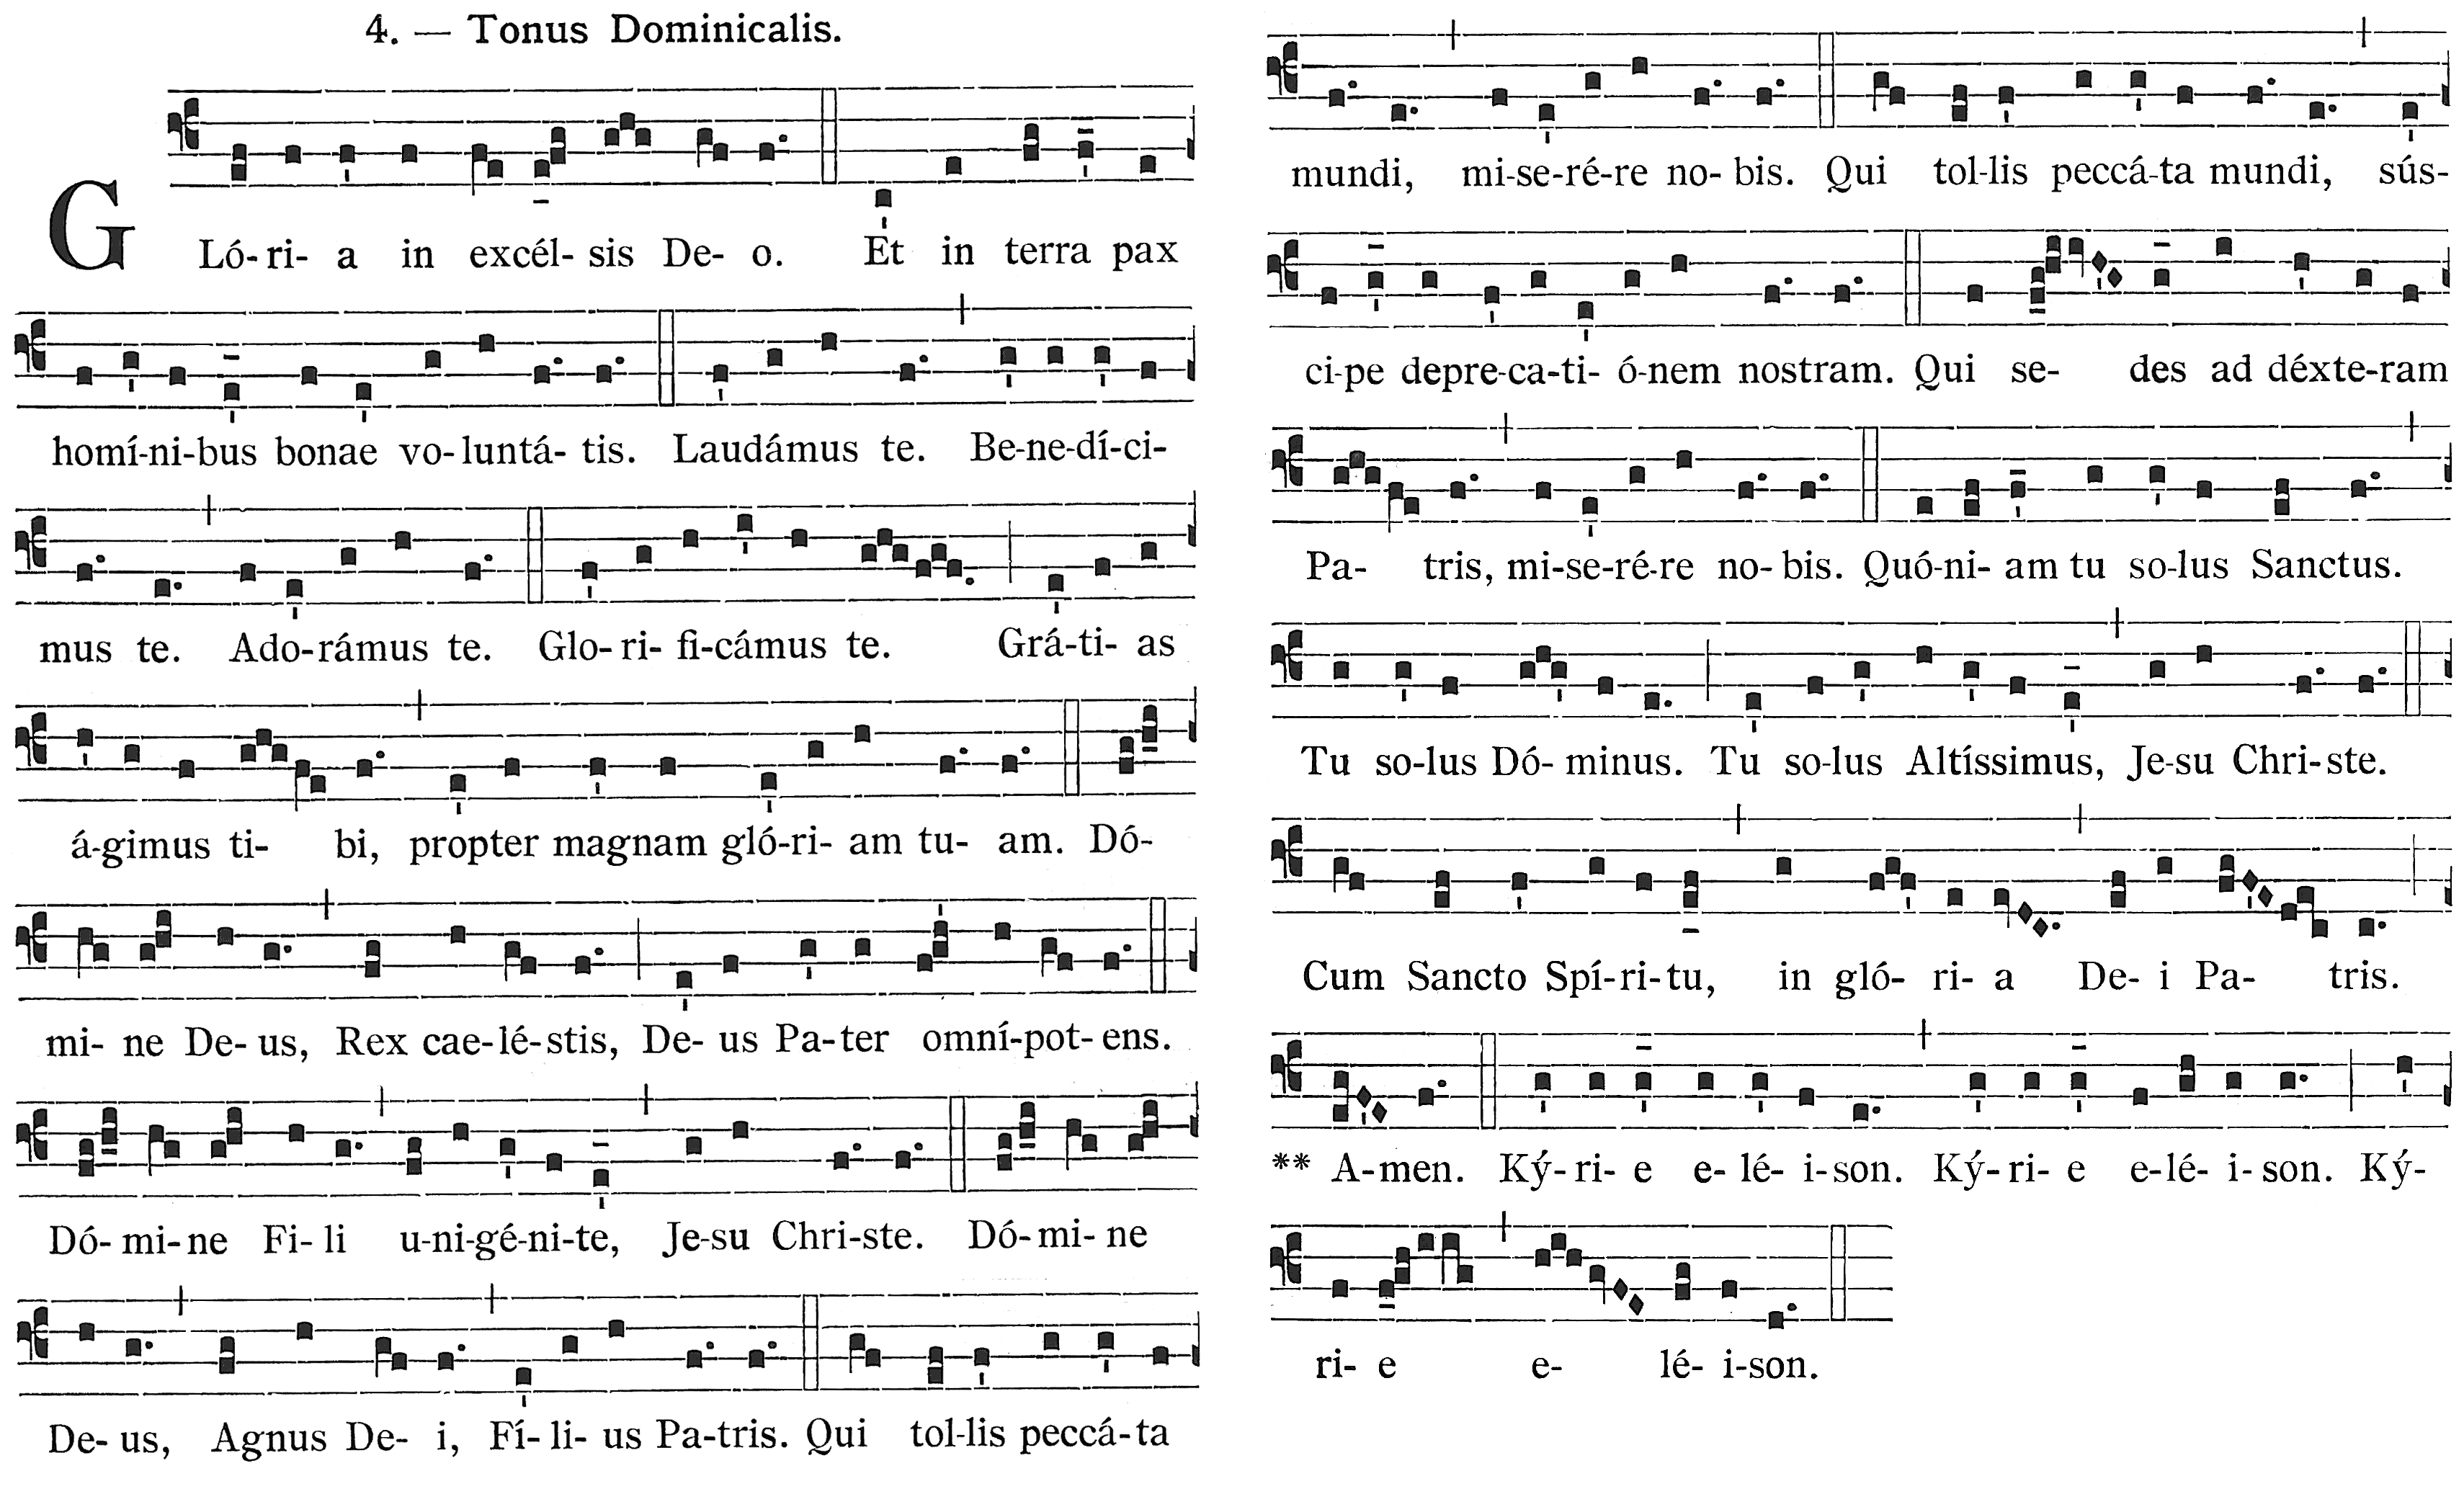 4. — Tonus Dominicalis.
GLó-ri- a in excél- sis De- o. Et in terra pax
homí-ni-bus bonae vo-luntá- tis. Laudámus te. Be-ne-dí-ci-
mus te. Ado-rámus te. Glo- ri- fi-cámus te. Grá-ti- as
á-gimus ti- bi, propter magnam gló-ri- am tu- am. Dó-
mi- ne De- us, Rex cae-lé-stis, De- us Pa-ter omní-pot- ens.
Dó- mi- ne Fi- li u-ni-gé-ni-te, Je-su Chri-ste. Dó- mi- ne
De- us, Agnus De- i, Fí- li- us Pa-tris. Qui tol-lis peccá-ta
mundi, mi-se-ré-re no- bis. Qui tol-lis peccá-ta mundi, sús-
ci-pe depre-ca-ti- ó-nem nostram. Qui se- des ad déxte-ram
Pa- tris, mi-se-ré-re no- bis. Quó-ni- am tu so-lus Sanctus.
Tu so-lus Dó- minus. Tu so-lus Altíssimus, Je-su Chri- ste.
Cum Sancto Spí-ri-tu, in gló- ri- a De- i Pa- tris.
** A-men. Ký- ri- e e- lé- i-son. Ký- ri- e e-lé- i- son. Ký-
ri- e e- lé- i-son.